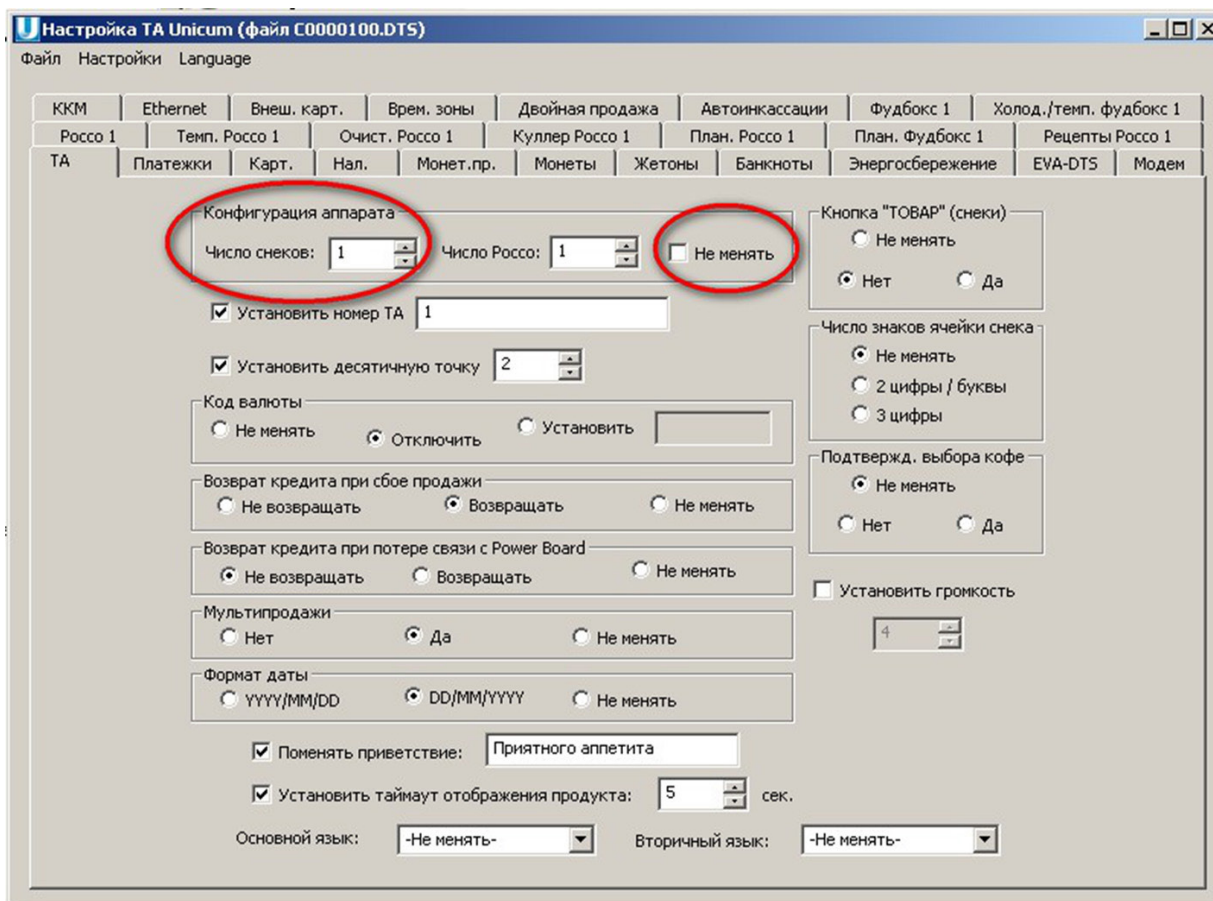 Настройка TA Unicum (файл C0000100.DTS)
Файл Настройки Language
ККМ Ethernet Внеш. карт. Врем. зоны Двойная продажа Автоинкассации Фудбокс 1 Холод./темп. фудбокс 1
Россо 1 Темп. Россо 1 Очист. Россо 1 Куллер Россо 1 План. Россо 1 План. Фудбокс 1 Рецепты Россо 1
ТА Платежки Карт. Нал. Монет.пр. Монеты Жетоны Банкноты Энергосбережение EVA-DTS Модем
Конфигурация аппарата
Число снеков: 1 Число Россо: 1 Не менять
Установить номер ТА 1
Установить десятичную точку 2
Код валюты
Не менять Отключить Установить
Возврат кредита при сбое продажи
Не возвращать Возвращать Не менять
Возврат кредита при потере связи с Power Board
Не возвращать Возвращать Не менять
Мультипродажи
Нет Да Не менять
Формат даты
YYYY/MM/DD DD/MM/YYYY Не менять
Поменять приветствие: Приятного аппетита
Установить таймаут отображения продукта: 5 сек.
Основной язык: -Не менять- Вторичный язык: -Не менять-
Кнопка "ТОВАР" (снеки)
Не менять
Нет Да
Число знаков ячейки снека
Не менять
2 цифры / буквы
3 цифры
Подтвержд. выбора кофе
Не менять
Нет Да
Установить громкость
4